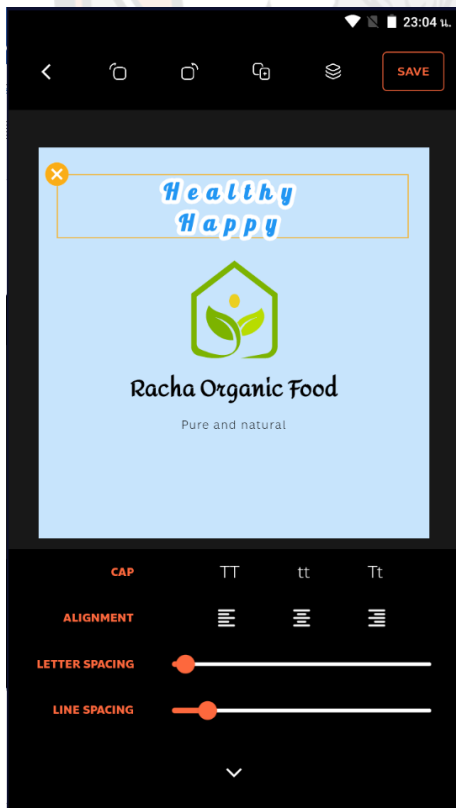 23:04 น.
SAVE
Healthy
Happy
Racha Organic Food
Pure and natural
CAP TT tt Tt
ALIGNMENT
LETTER SPACING
LINE SPACING